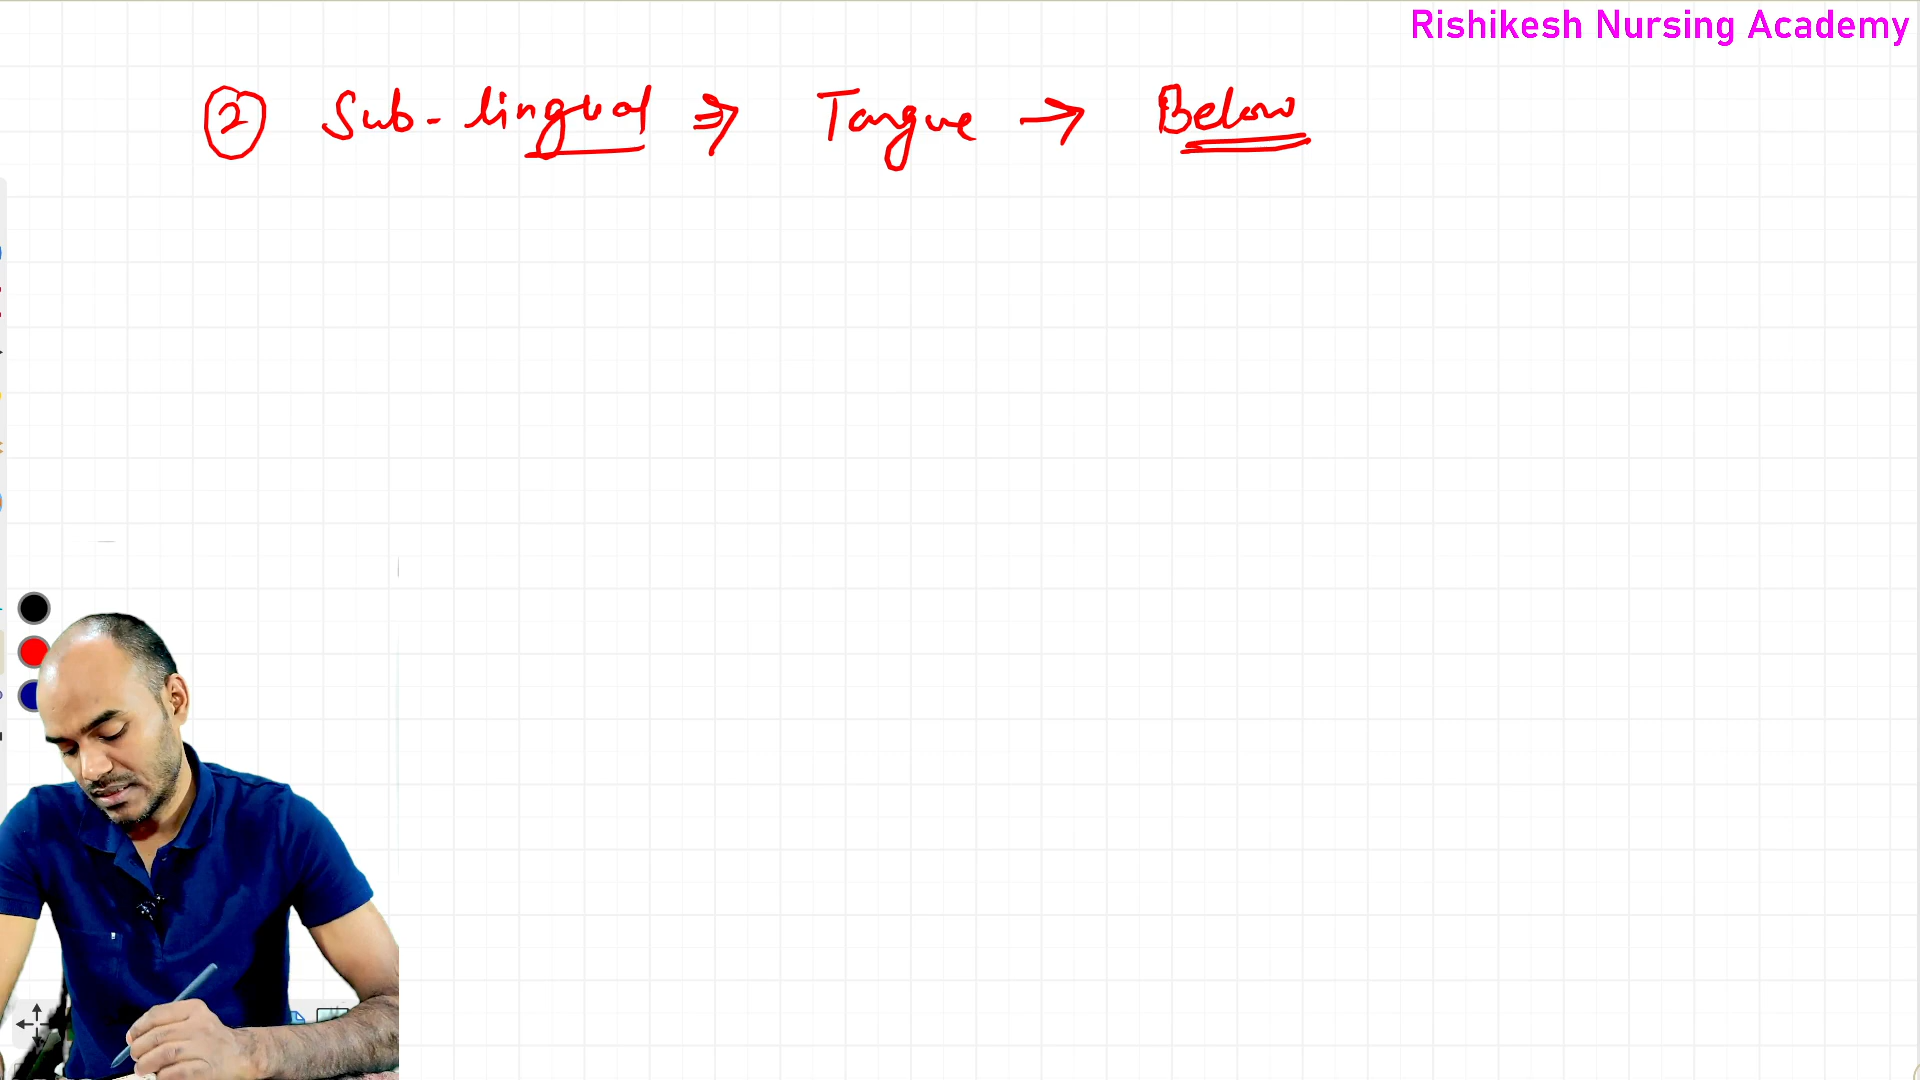 Rishikesh Nursing Academy
② Sub-lingual ⇒ Tongue → Below